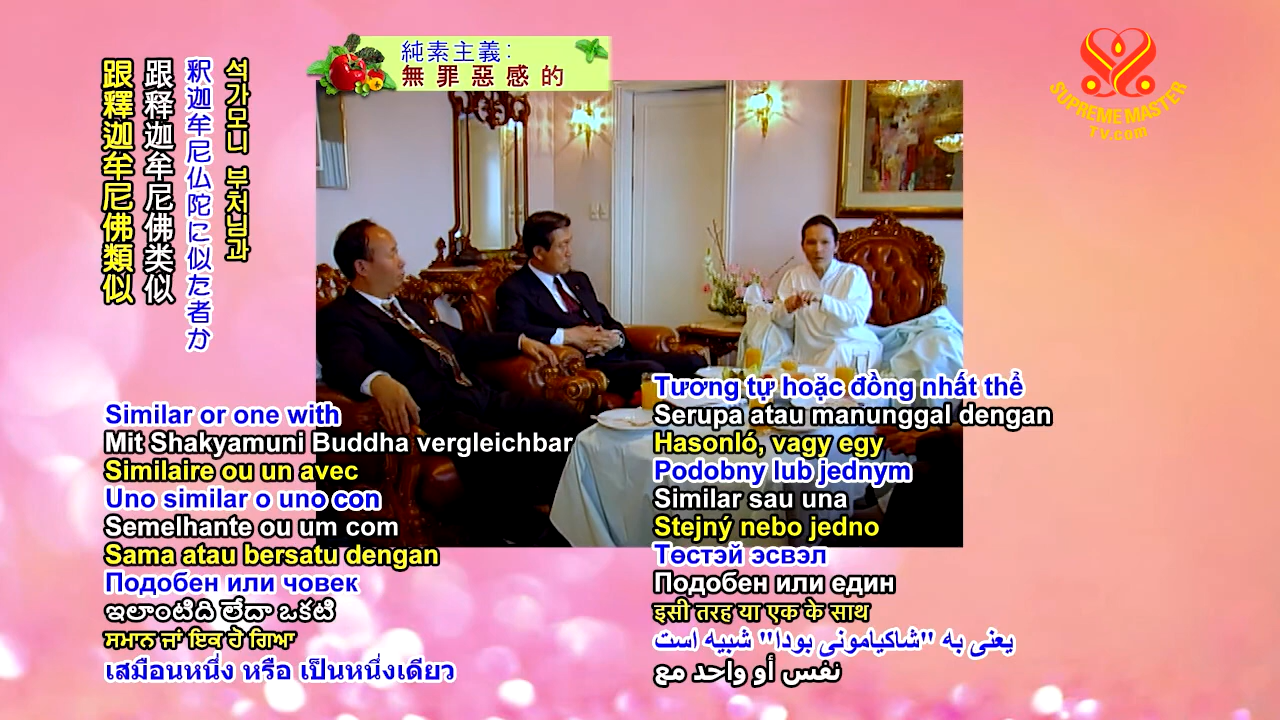 純素主義:
無罪惡感的
SUPREME MASTER
TV.com
석가모니 부처님과
釈迦牟尼仏陀に似た者か
跟释迦牟尼佛类似
跟釋迦牟尼佛類似
Similar or one with
Mit Shakyamuni Buddha vergleichbar
Similaire ou un avec
Uno similar o uno con
Semelhante ou um com
Sama atau bersatu dengan
Подобен или човек
ఇలాంటిది లేదా ఒకటి
ਸਮਾਨ ਜਾਂ ਇਕ ਹੋ ਗਿਆ
เสมือนหนึ่ง หรือ เป็นหนึ่งเดียว
Tương tự hoặc đồng nhất thể
Serupa atau manunggal dengan
Hasonló, vagy egy
Podobny lub jednym
Similar sau una
Stejný nebo jedno
Төстэй эсвэл
Подобен или един
इसी तरह या एक के साथ
یعنی به "شاکیامونی بودا" شبیه است
نفس أو واحد مع